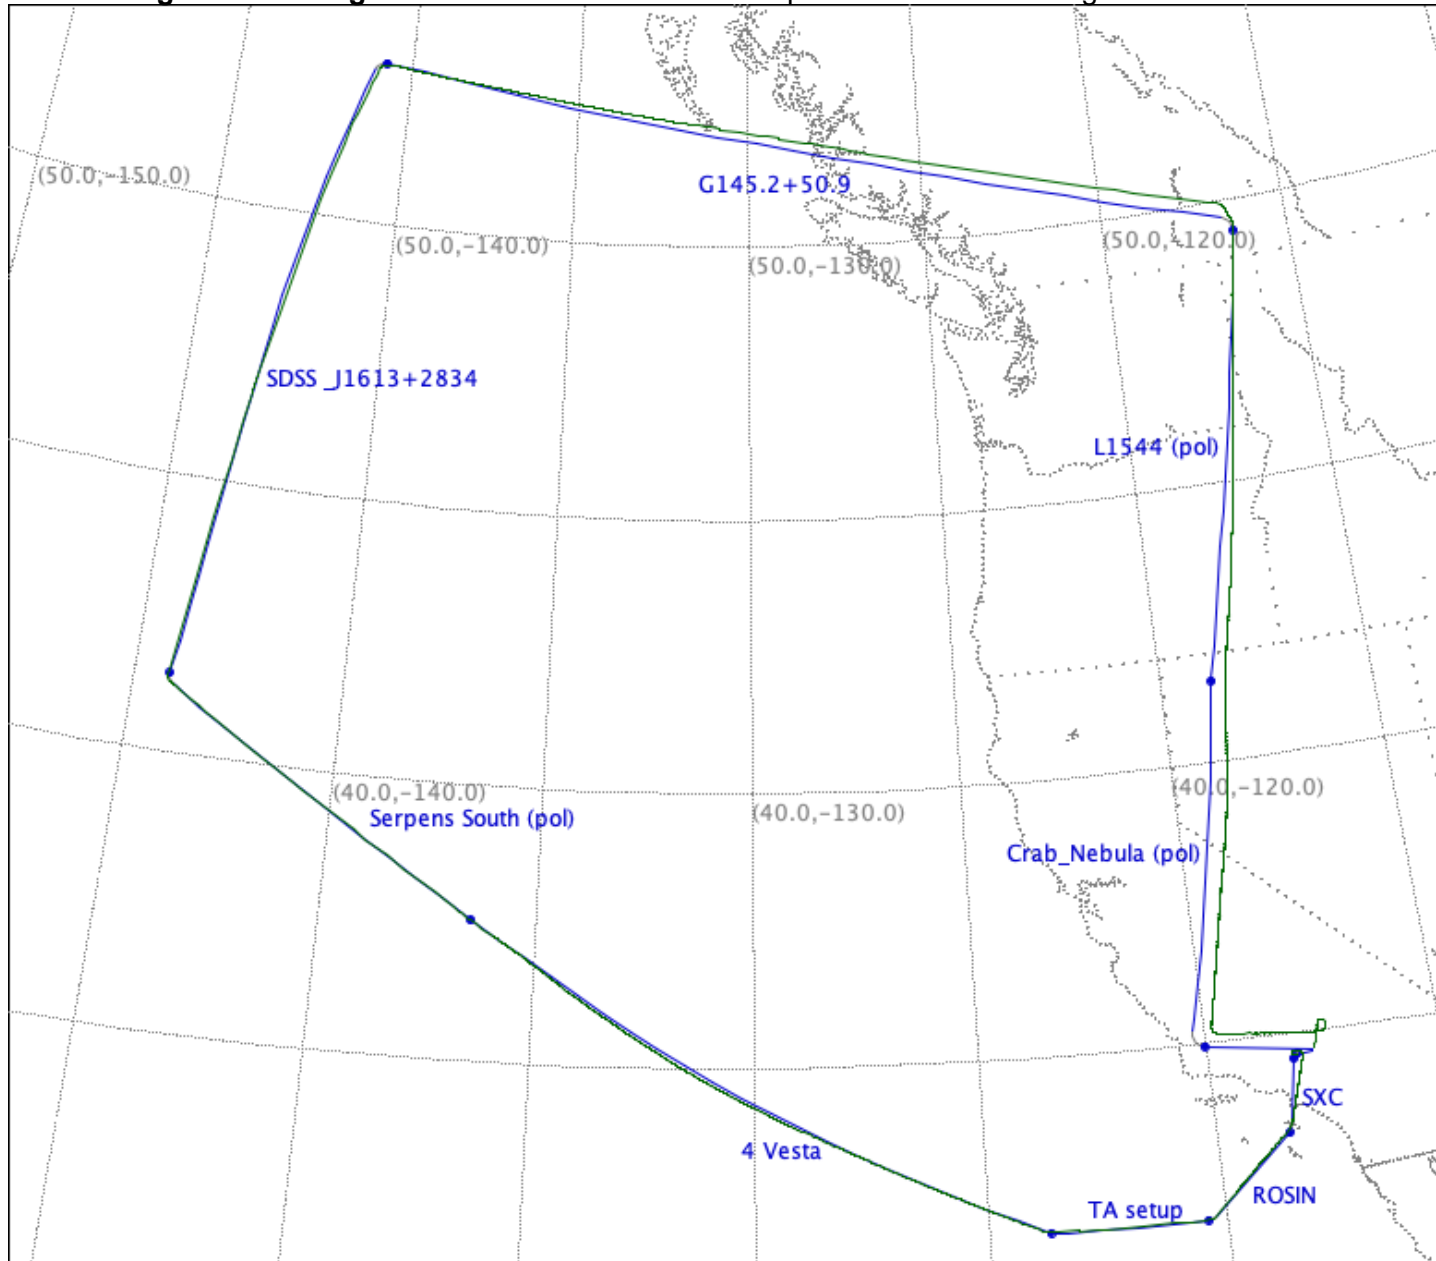 (50.0,-150.0)
G145.2+50.9
(50.0,-140.0)
(50.0,-130.0)
(50.0,-120.0)
SDSS _J1613+2834
L1544 (pol)
(40.0,-140.0)
(40.0,-130.0)
(40.0,-120.0)
Serpens South (pol)
Crab_Nebula (pol)
SXC
4 Vesta
ROSIN
TA setup